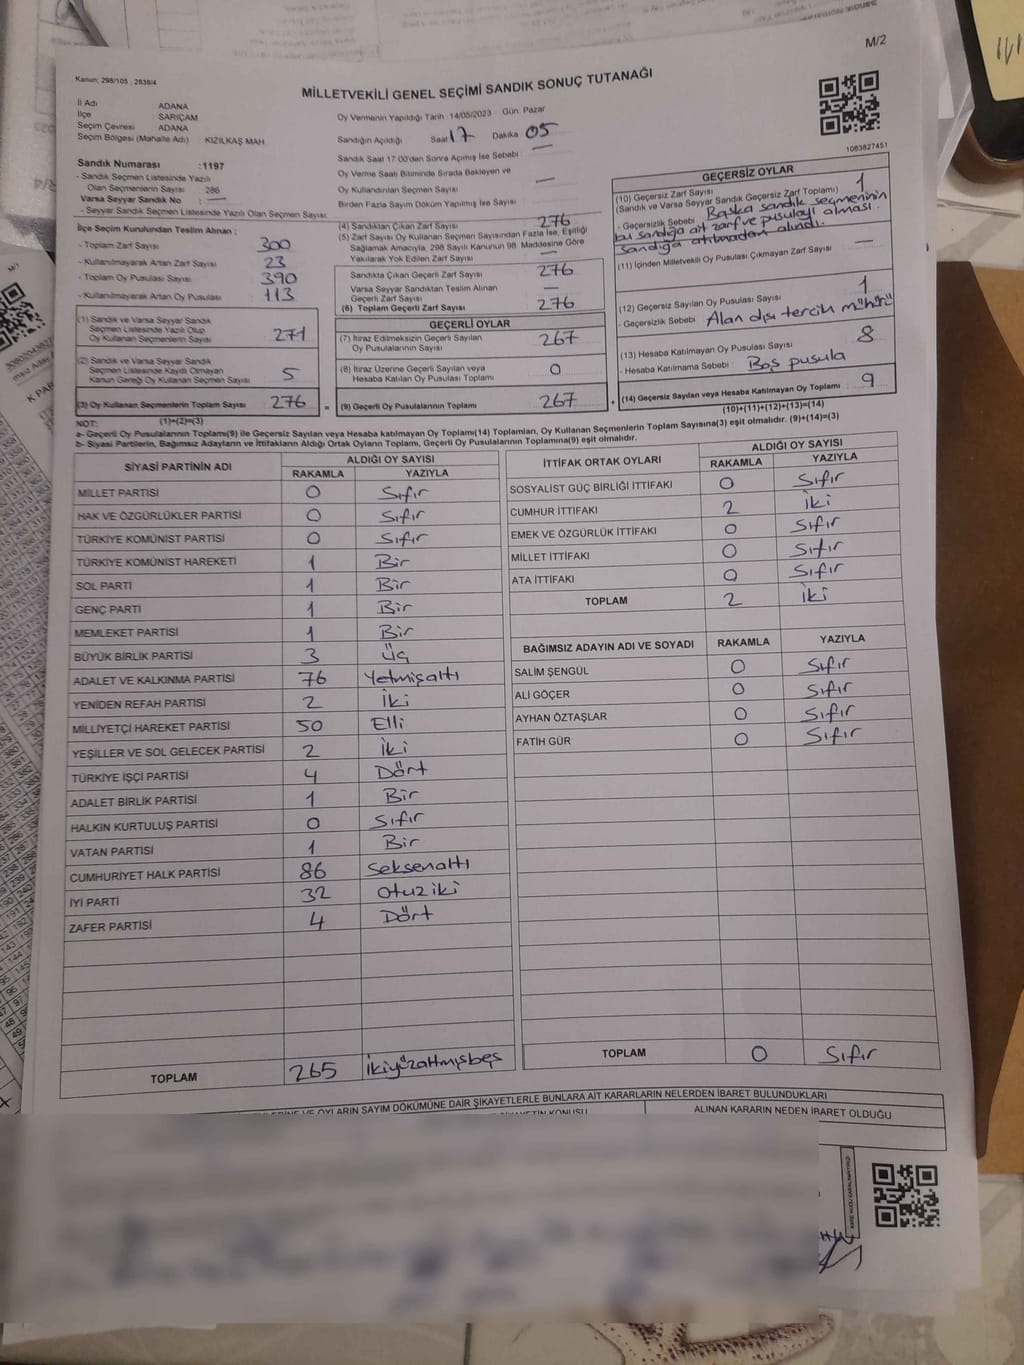 M/2
Kanun: 298/105 , 2839/4
MİLLETVEKİLİ GENEL SEÇİMİ SANDIK SONUÇ TUTANAĞI
İl Adı ADANA
İlçe SARIÇAM
Seçim Çevresi ADANA
Seçim Bölgesi (Mahalle Adı) KIZILKAŞ MAH.
Sandık Numarası : 1197
- Sandık Seçmen Listesinde Yazılı
Olan Seçmenlerin Sayısı : 286
Varsa Seyyar Sandık No : —
- Seyyar Sandık Seçmen Listesinde Yazılı Olan Seçmen Sayısı
Oy Vermenin Yapıldığı Tarih : 14/05/2023 Gün: Pazar
Sandığın Açıldığı Saat 17 Dakika 05
Sandık Saat 17:00'den Sonra Açılmış İse Sebebi : —
Oy Verme Saati Bitiminde Sırada Bekleyen ve
Oy Kullandırılan Seçmen Sayısı —
Birden Fazla Sayım Döküm Yapılmış İse Sayısı
1083827451
İlçe Seçim Kurulundan Teslim Alınan ;
- Toplam Zarf Sayısı 300
- Kullanılmayarak Artan Zarf Sayısı 23
- Toplam Oy Pusulası Sayısı 390
- Kullanılmayarak Artan Oy Pusulası 113
(1) Sandık ve Varsa Seyyar Sandık
Seçmen Listesinde Yazılı Olup
Oy Kullanan Seçmenlerin Sayısı 271
(2) Sandık ve Varsa Seyyar Sandık
Seçmen Listesinde Kayıtlı Olmayan
Kanun Gereği Oy Kullanan Seçmen Sayısı 5
(3) Oy Kullanan Seçmenlerin Toplam Sayısı 276 =
(1)+(2)=(3)
(4) Sandıktan Çıkan Zarf Sayısı 276
(5) Zarf Sayısı Oy Kullanan Seçmen Sayısından Fazla İse, Eşitliği
Sağlamak Amacıyla, 298 Sayılı Kanunun 98. Maddesine Göre
Yakılarak Yok Edilen Zarf Sayısı —
Sandıkta Çıkan Geçerli Zarf Sayısı 276
Varsa Seyyar Sandıktan Teslim Alınan
Geçerli Zarf Sayısı —
(6) Toplam Geçerli Zarf Sayısı 276
GEÇERLİ OYLAR
(7) İtiraz Edilmeksizin Geçerli Sayılan
Oy Pusulalarının Sayısı 267
(8) İtiraz Üzerine Geçerli Sayılan veya
Hesaba Katılan Oy Pusulası Toplamı 0
(9) Geçerli Oy Pusulalarının Toplamı 267 +
GEÇERSİZ OYLAR
(10) Geçersiz Zarf Sayısı 1
(Sandık ve Varsa Seyyar Sandık Geçersiz Zarf Toplamı)
- Geçersizlik Sebebi Başka sandık seçmeninin
bu sandığa ait zarf ve pusulayı alması.
sandığa atılmadan alındı.
(11) İçinden Milletvekili Oy Pusulası Çıkmayan Zarf Sayısı —
(12) Geçersiz Sayılan Oy Pusulası Sayısı 1
- Geçersizlik Sebebi Alan dışı tercih mührü
(13) Hesaba Katılmayan Oy Pusulası Sayısı 8
- Hesaba Katılmama Sebebi Boş pusula
(14) Geçersiz Sayılan veya Hesaba Katılmayan Oy Toplamı 9
(10)+(11)+(12)+(13)=(14)
NOT:
a- Geçerli Oy Pusulalarının Toplamı(9) ile Geçersiz Sayılan veya Hesaba katılmayan Oy Toplamı(14) Toplamları, Oy Kullanan Seçmenlerin Toplam Sayısına(3) eşit olmalıdır. (9)+(14)=(3)
b- Siyasi Partilerin, Bağımsız Adayların ve İttifakların Aldığı Ortak Oyların Toplamı, Geçerli Oy Pusulalarının Toplamına(9) eşit olmalıdır.
SİYASİ PARTİNİN ADI ALDIĞI OY SAYISI
RAKAMLA YAZIYLA
MİLLET PARTİSİ 0 Sıfır
HAK VE ÖZGÜRLÜKLER PARTİSİ 0 Sıfır
TÜRKİYE KOMÜNİST PARTİSİ 0 Sıfır
TÜRKİYE KOMÜNİST HAREKETİ 1 Bir
SOL PARTİ 1 Bir
GENÇ PARTİ 1 Bir
MEMLEKET PARTİSİ 1 Bir
BÜYÜK BİRLİK PARTİSİ 3 Üç
ADALET VE KALKINMA PARTİSİ 76 Yetmişaltı
YENİDEN REFAH PARTİSİ 2 İki
MİLLİYETÇİ HAREKET PARTİSİ 50 Elli
YEŞİLLER VE SOL GELECEK PARTİSİ 2 İki
TÜRKİYE İŞÇİ PARTİSİ 4 Dört
ADALET BİRLİK PARTİSİ 1 Bir
HALKIN KURTULUŞ PARTİSİ 0 Sıfır
VATAN PARTİSİ 1 Bir
CUMHURİYET HALK PARTİSİ 86 Seksenaltı
İYİ PARTİ 32 Otuziki
ZAFER PARTİSİ 4 Dört
TOPLAM 265 İkiyüzaltmışbeş
İTTİFAK ORTAK OYLARI ALDIĞI OY SAYISI
RAKAMLA YAZIYLA
SOSYALİST GÜÇ BİRLİĞİ İTTİFAKI 0 Sıfır
CUMHUR İTTİFAKI 2 İki
EMEK VE ÖZGÜRLÜK İTTİFAKI 0 Sıfır
MİLLET İTTİFAKI 0 Sıfır
ATA İTTİFAKI 0 Sıfır
TOPLAM 2 İki
BAĞIMSIZ ADAYIN ADI VE SOYADI RAKAMLA YAZIYLA
SALİM ŞENGÜL 0 Sıfır
ALİ GÖÇER 0 Sıfır
AYHAN ÖZTAŞLAR 0 Sıfır
FATİH GÜR 0 Sıfır
TOPLAM 0 Sıfır
VE OYLARIN SAYIM DÖKÜMÜNE DAİR ŞİKAYETLERLE BUNLARA AİT KARARLARIN NELERDEN İBARET BULUNDUKLARI
ALINAN KARARIN NEDEN İBARET OLDUĞU